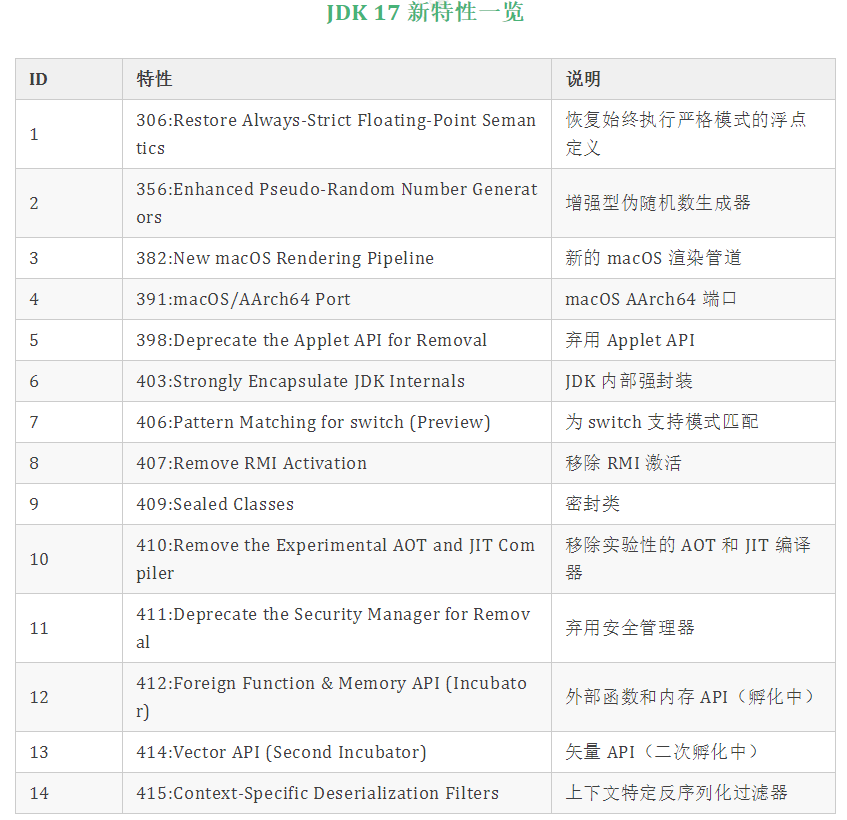 JDK 17 新特性一览
ID 特性 说明
1 306:Restore Always-Strict Floating-Point Seman 恢复始终执行严格模式的浮点
tics 定义
2 356:Enhanced Pseudo-Random Number Generat 增强型伪随机数生成器
ors
3 382:New macOS Rendering Pipeline 新的 macOS 渲染管道
4 391:macOS/AArch64 Port macOS AArch64 端口
5 398:Deprecate the Applet API for Removal 弃用 Applet API
6 403:Strongly Encapsulate JDK Internals JDK 内部强封装
7 406:Pattern Matching for switch (Preview) 为 switch 支持模式匹配
8 407:Remove RMI Activation 移除 RMI 激活
9 409:Sealed Classes 密封类
10 410:Remove the Experimental AOT and JIT Com 移除实验性的 AOT 和 JIT 编译
piler 器
11 411:Deprecate the Security Manager for Remov 弃用安全管理器
al
12 412:Foreign Function & Memory API (Incubato 外部函数和内存 API（孵化中）
r)
13 414:Vector API (Second Incubator) 矢量 API（二次孵化中）
14 415:Context-Specific Deserialization Filters 上下文特定反序列化过滤器